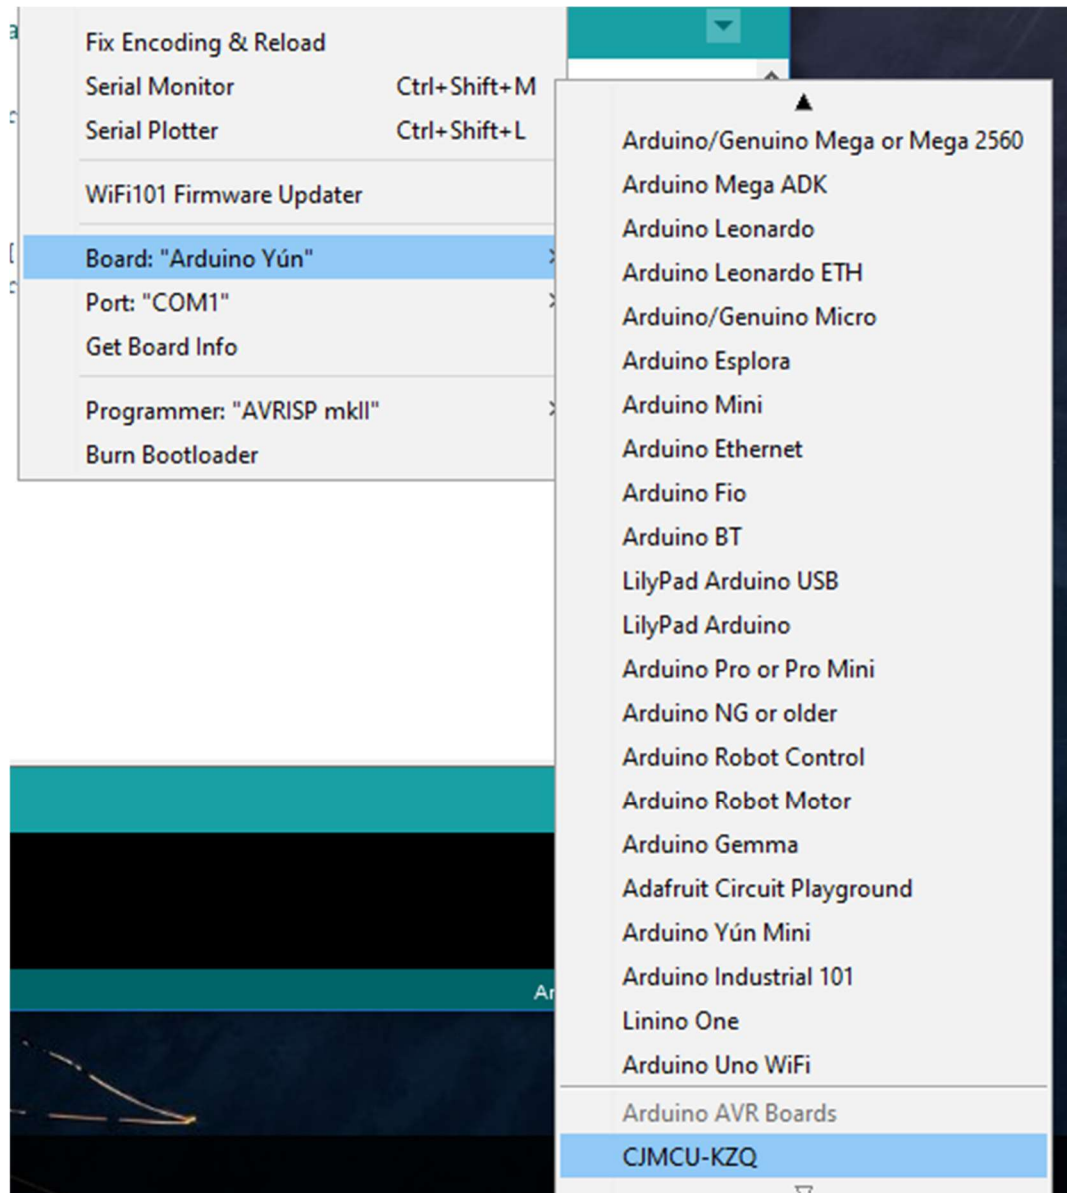 Fix Encoding & Reload
Serial Monitor Ctrl+Shift+M
Serial Plotter Ctrl+Shift+L
WiFi101 Firmware Updater
Board: "Arduino Yún"
Port: "COM1"
Get Board Info
Programmer: "AVRISP mkII"
Burn Bootloader
Arduino/Genuino Mega or Mega 2560
Arduino Mega ADK
Arduino Leonardo
Arduino Leonardo ETH
Arduino/Genuino Micro
Arduino Esplora
Arduino Mini
Arduino Ethernet
Arduino Fio
Arduino BT
LilyPad Arduino USB
LilyPad Arduino
Arduino Pro or Pro Mini
Arduino NG or older
Arduino Robot Control
Arduino Robot Motor
Arduino Gemma
Adafruit Circuit Playground
Arduino Yún Mini
Arduino Industrial 101
Linino One
Arduino Uno WiFi
Arduino AVR Boards
CJMCU-KZQ